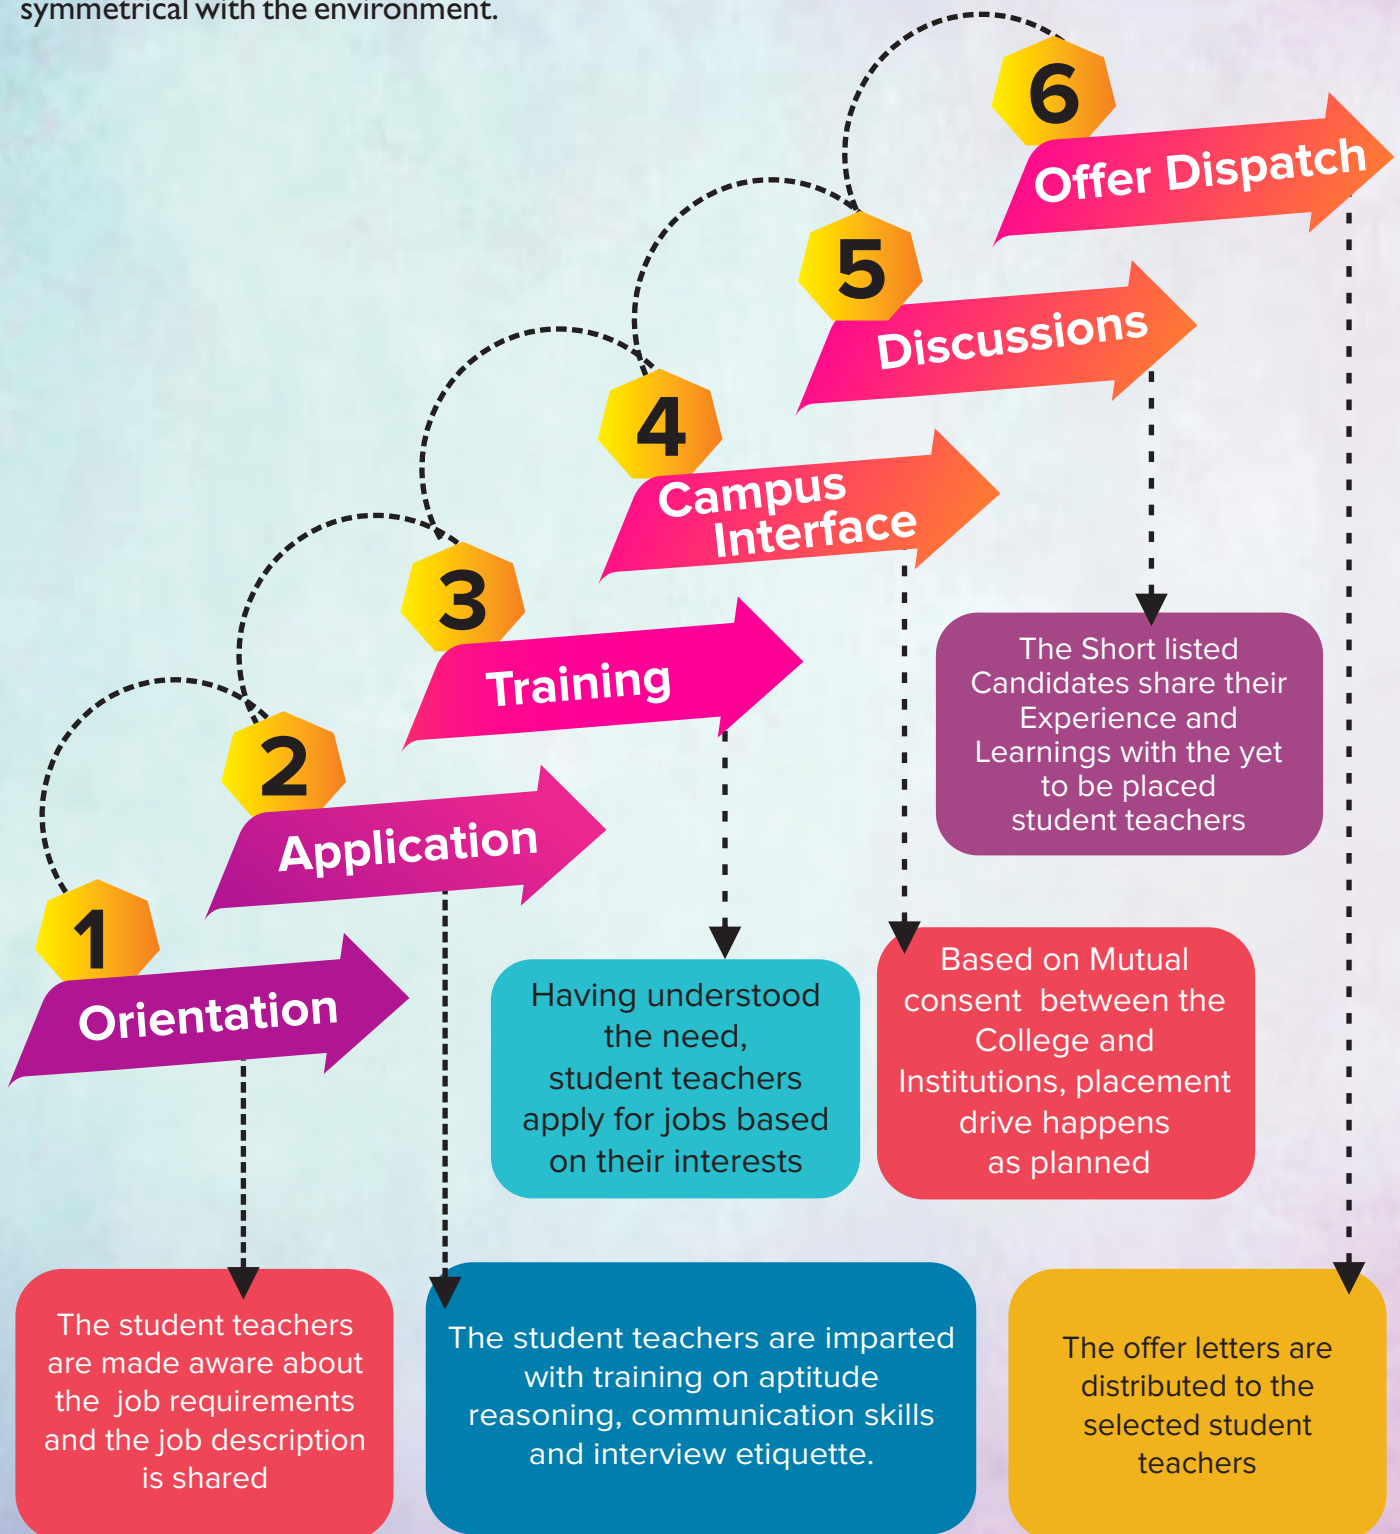 symmetrical with the environment.
6
Offer Dispatch
5
Discussions
4
Campus
Interface
3
Training
2
Application
1
Orientation
The Short listed
Candidates share their
Experience and
Learnings with the yet
to be placed
student teachers
Having understood
the need,
student teachers
apply for jobs based
on their interests
Based on Mutual
consent between the
College and
Institutions, placement
drive happens
as planned
The student teachers
are made aware about
the job requirements
and the job description
is shared
The student teachers are imparted
with training on aptitude
reasoning, communication skills
and interview etiquette.
The offer letters are
distributed to the
selected student
teachers